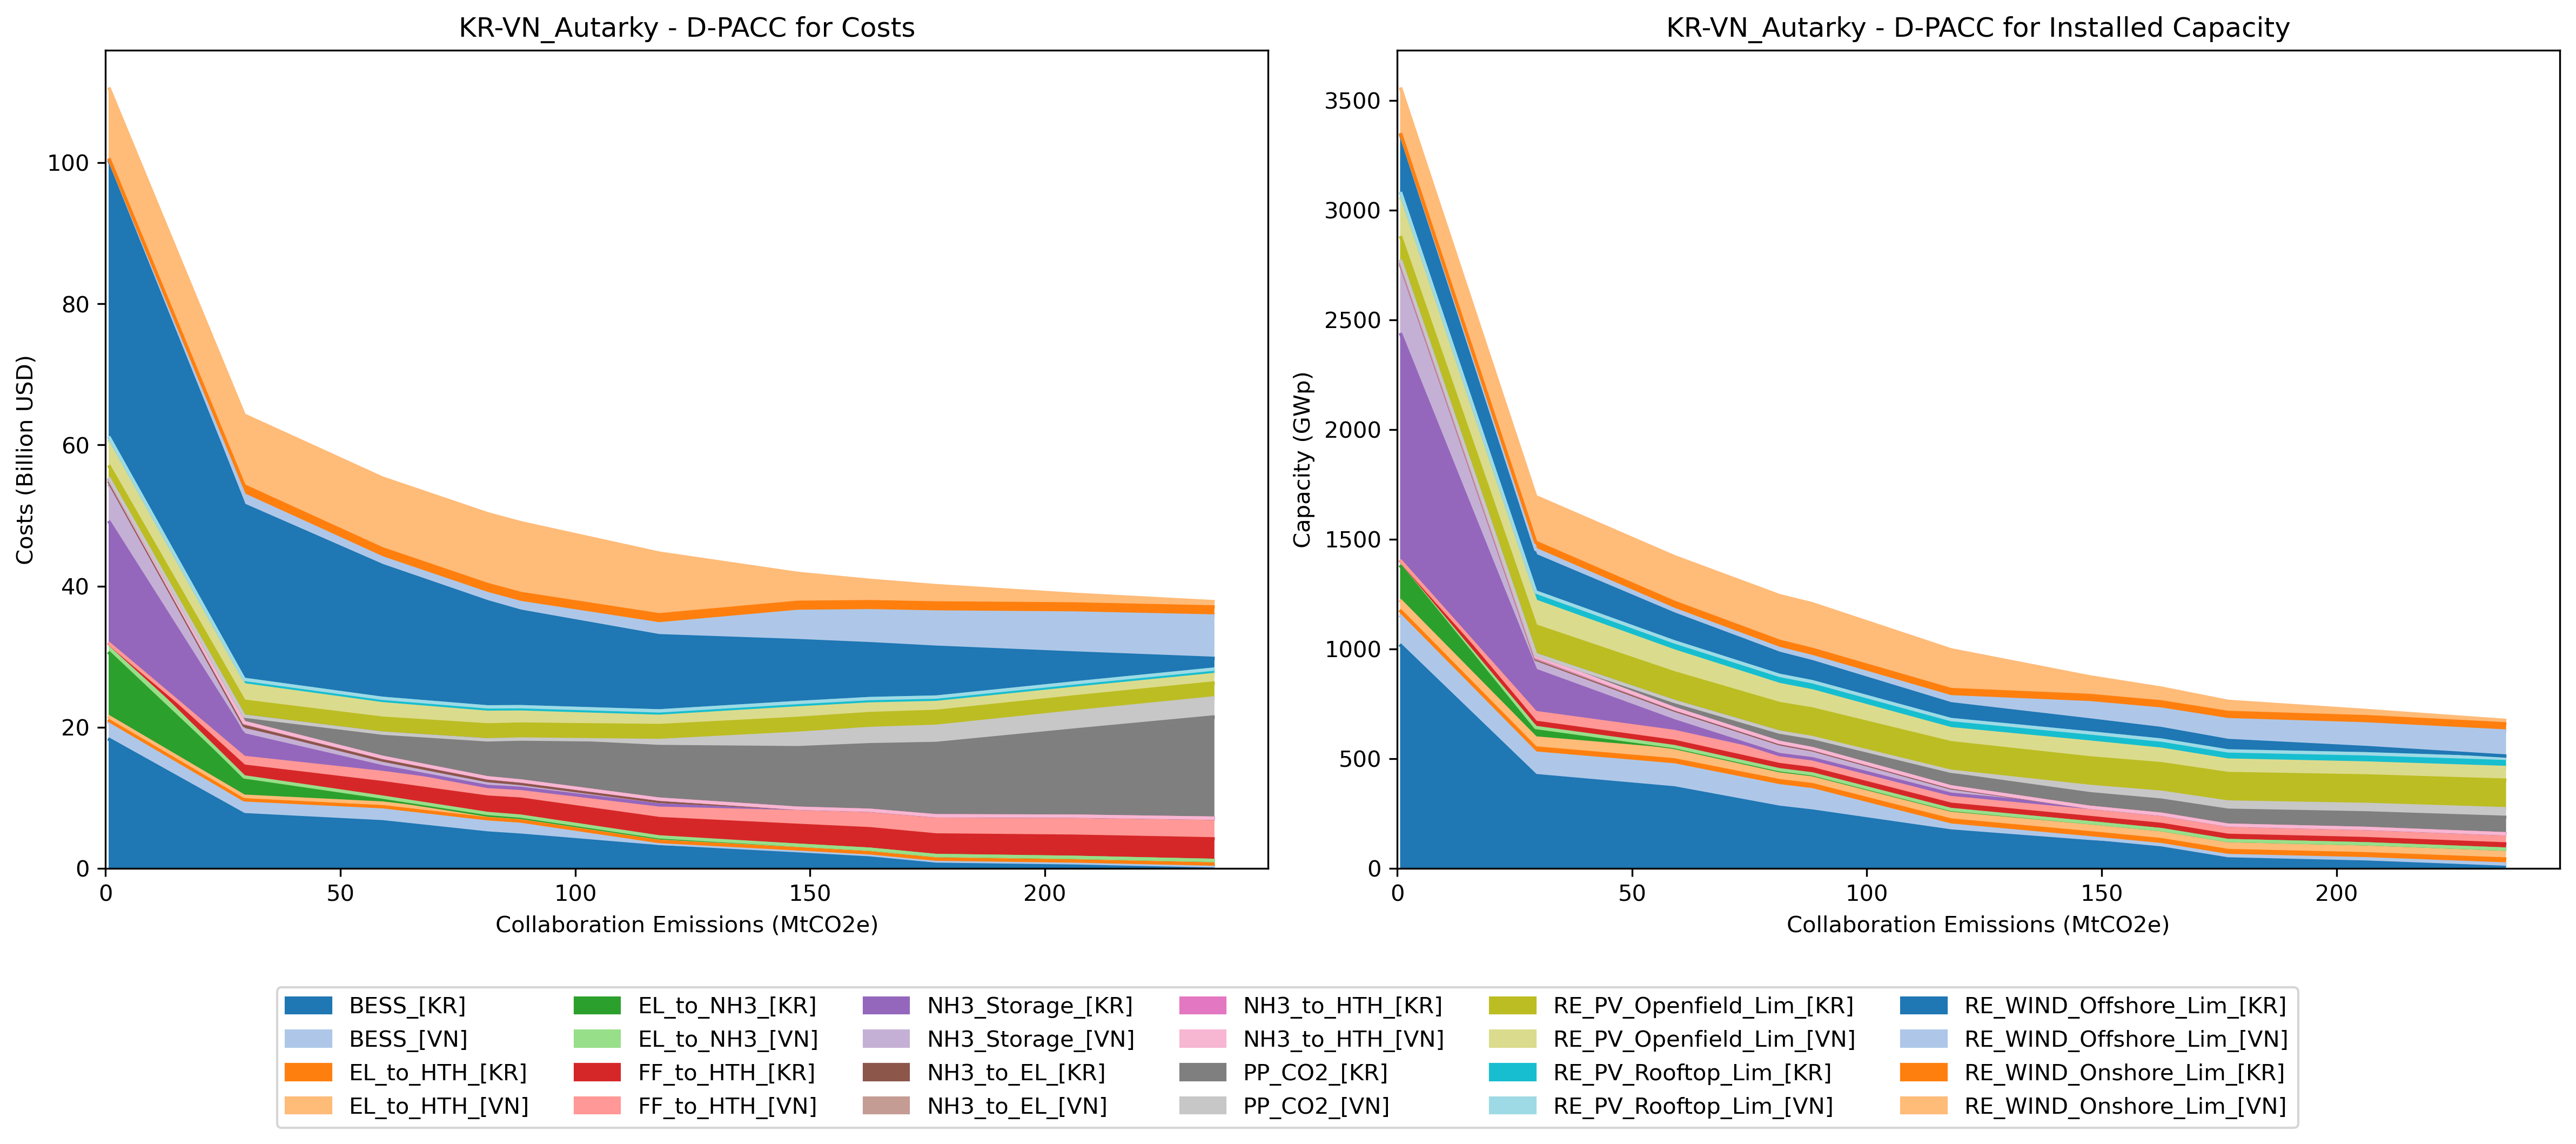 KR-VN_Autarky - D-PACC for Costs
100
80
60
40
20
0
Costs (Billion USD)
0 50 100 150 200
Collaboration Emissions (MtCO2e)
KR-VN_Autarky - D-PACC for Installed Capacity
3500
3000
2500
2000
1500
1000
500
0
Capacity (GWp)
0 50 100 150 200
Collaboration Emissions (MtCO2e)
BESS_[KR]
BESS_[VN]
EL_to_HTH_[KR]
EL_to_HTH_[VN]
EL_to_NH3_[KR]
EL_to_NH3_[VN]
FF_to_HTH_[KR]
FF_to_HTH_[VN]
NH3_Storage_[KR]
NH3_Storage_[VN]
NH3_to_EL_[KR]
NH3_to_EL_[VN]
NH3_to_HTH_[KR]
NH3_to_HTH_[VN]
PP_CO2_[KR]
PP_CO2_[VN]
RE_PV_Openfield_Lim_[KR]
RE_PV_Openfield_Lim_[VN]
RE_PV_Rooftop_Lim_[KR]
RE_PV_Rooftop_Lim_[VN]
RE_WIND_Offshore_Lim_[KR]
RE_WIND_Offshore_Lim_[VN]
RE_WIND_Onshore_Lim_[KR]
RE_WIND_Onshore_Lim_[VN]